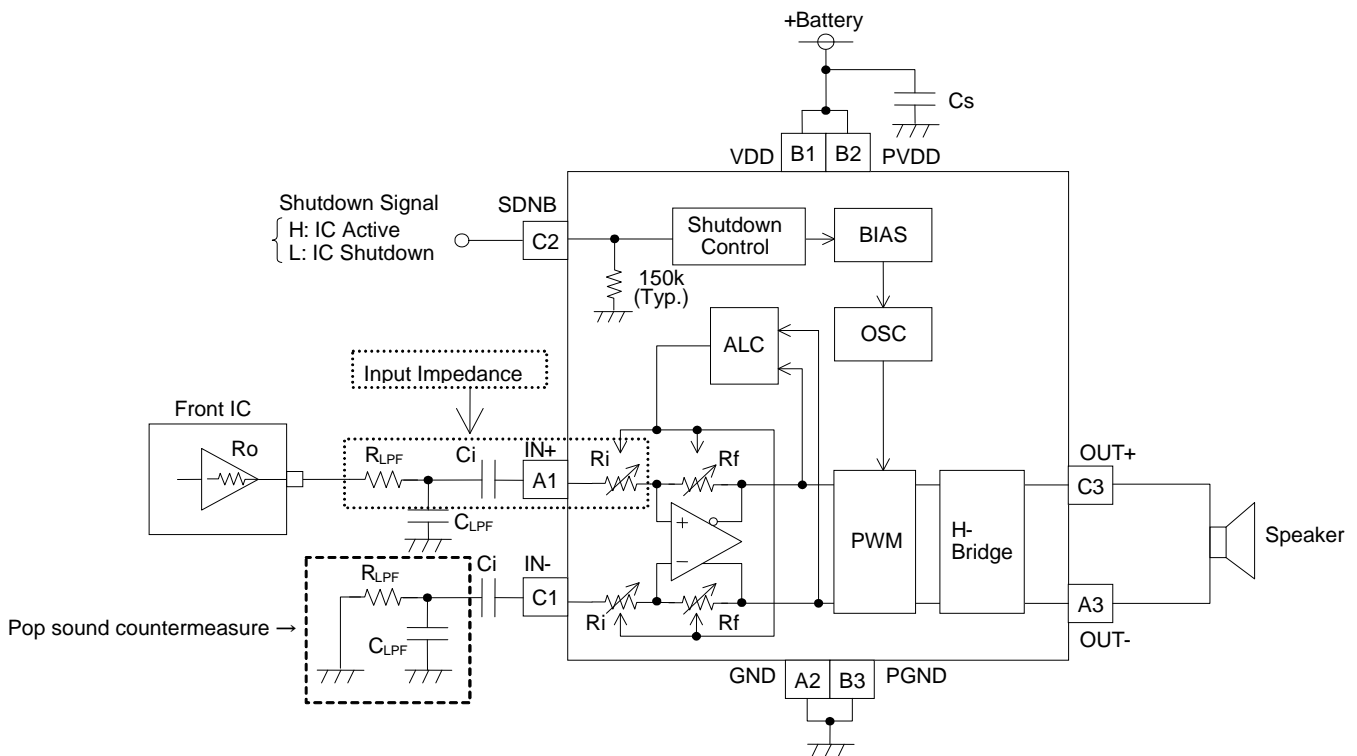 +Battery
Cs
VDD
B1
B2
PVDD
Shutdown Signal
H: IC Active
L: IC Shutdown
SDNB
C2
Shutdown
Control
BIAS
150k
(Typ.)
ALC
OSC
Input Impedance
Front IC
Ro
RLPF
Ci
IN+
A1
Ri
Rf
OUT+
C3
CLPF
+
−
PWM
H-
Bridge
Speaker
RLPF
Ci
IN-
C1
Ri
Rf
A3
OUT-
Pop sound countermeasure →
CLPF
GND
A2
B3
PGND